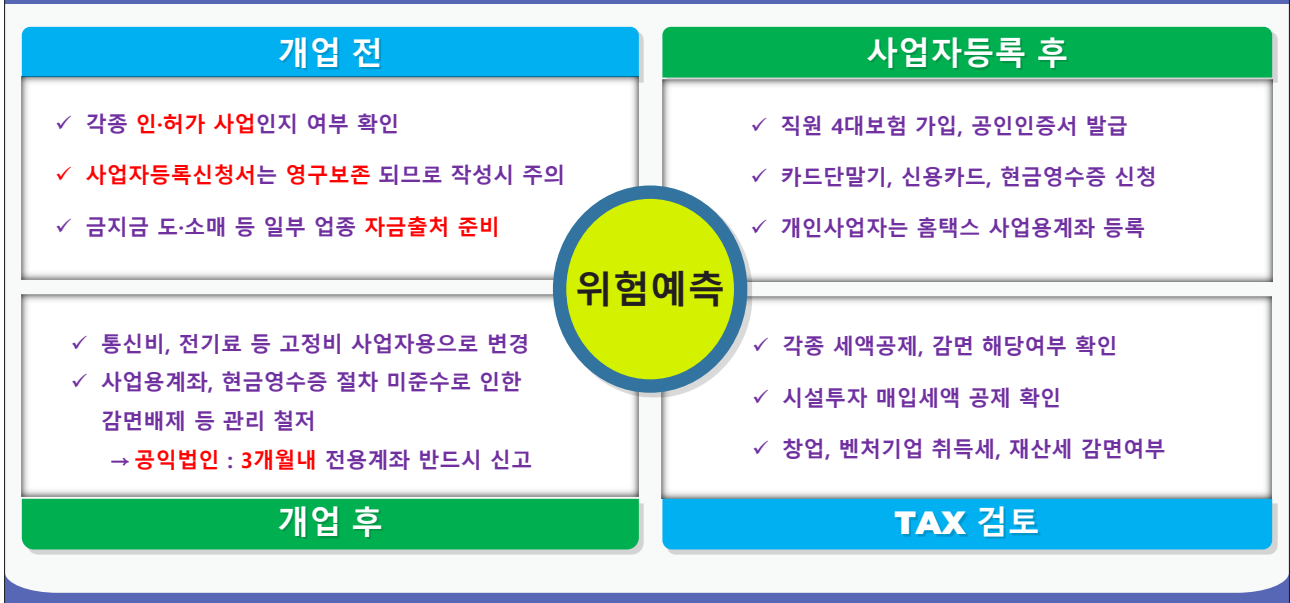 개업 전
✓ 각종 인·허가 사업인지 여부 확인
✓ 사업자등록신청서는 영구보존 되므로 작성시 주의
✓ 금지금 도·소매 등 일부 업종 자금출처 준비
사업자등록 후
✓ 직원 4대보험 가입, 공인인증서 발급
✓ 카드단말기, 신용카드, 현금영수증 신청
✓ 개인사업자는 홈택스 사업용계좌 등록
위험예측
✓ 통신비, 전기료 등 고정비 사업자용으로 변경
✓ 사업용계좌, 현금영수증 절차 미준수로 인한
감면배제 등 관리 철저
→ 공익법인 : 3개월내 전용계좌 반드시 신고
개업 후
✓ 각종 세액공제, 감면 해당여부 확인
✓ 시설투자 매입세액 공제 확인
✓ 창업, 벤처기업 취득세, 재산세 감면여부
TAX 검토